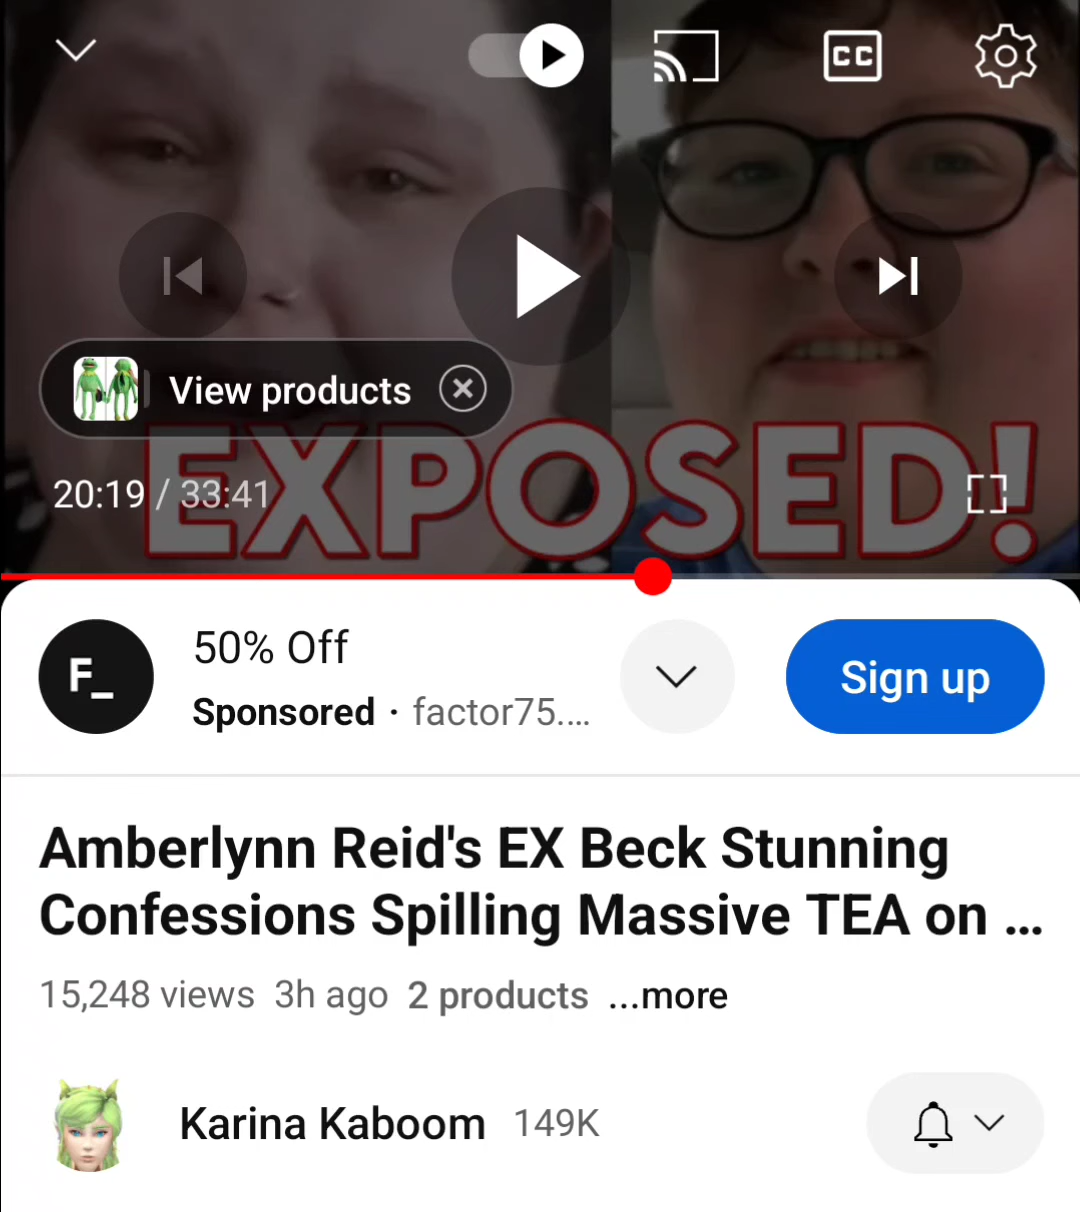 CC
View products
EXPOSED!
20:19 / 33:41
F_
50% Off
Sponsored · factor75.…
Sign up
Amberlynn Reid's EX Beck Stunning
Confessions Spilling Massive TEA on ...
15,248 views 3h ago 2 products ...more
Karina Kaboom 149K